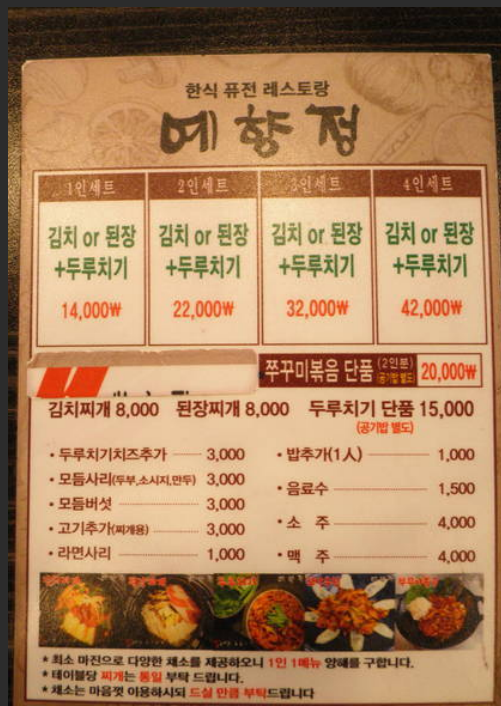 한식 퓨전 레스토랑
예향정
1인세트 2인세트 3인세트 4인세트
김치 or 된장 김치 or 된장 김치 or 된장 김치 or 된장
+두루치기 +두루치기 +두루치기 +두루치기
14,000₩ 22,000₩ 32,000₩ 42,000₩
쭈꾸미볶음 단품 (2인분) (공기밥 별도) 20,000₩
김치찌개 8,000 된장찌개 8,000 두루치기 단품 15,000
(공기밥 별도)
• 두루치기치즈추가 3,000 • 밥추가(1人) 1,000
• 모듬사리(두부,소시지,만두) 3,000 • 음료수 1,500
• 모듬버섯 3,000 • 소 주 4,000
• 고기추가(찌개용) 3,000 • 맥 주 4,000
• 라면사리 1,000
* 최소 마진으로 다양한 채소를 제공하오니 1인 1메뉴 양해를 구합니다.
* 테이블당 찌개는 통일 부탁 드립니다.
* 채소는 마음껏 이용하시되 드실 만큼 부탁드립니다